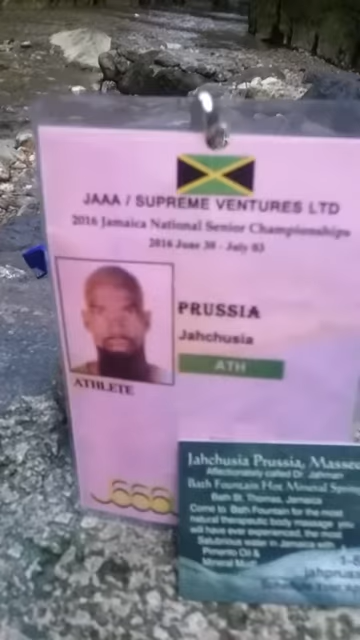 JAAA / SUPREME VENTURES LTD
2016 Jamaica National Senior Championships
2016 June 30 - July 03
PRUSSIA
Jahchusia
ATH
ATHLETE
Jaaa
Jahchusia Prussia, Masse
Affectionately called Dr. Jahman
Bath Fountain Hot Mineral Sp
Bath St. Thomas, Jamaica
Come to Bath Fountain for the most
natural therapeutic body massage you
will have ever experienced, the most
water in Jamaica with
Pimento Oil &
Mineral Mud